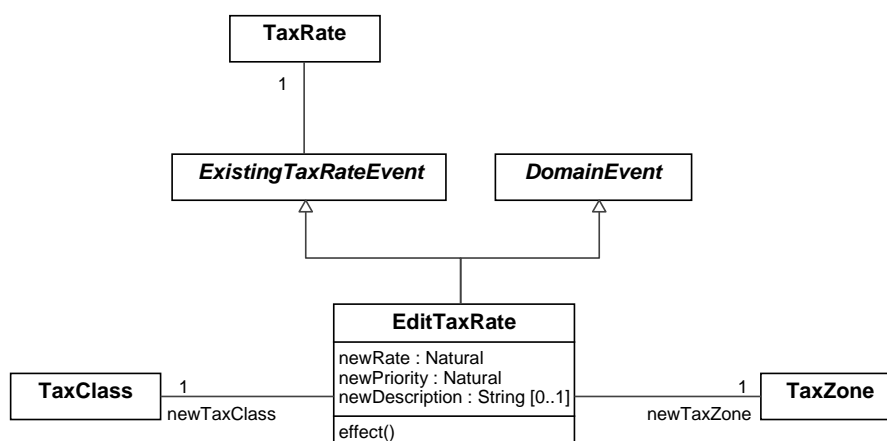 TaxRate
1
ExistingTaxRateEvent
DomainEvent
EditTaxRate
newRate : Natural
newPriority : Natural
newDescription : String [0..1]
effect()
TaxClass
1
newTaxClass
1
newTaxZone
TaxZone